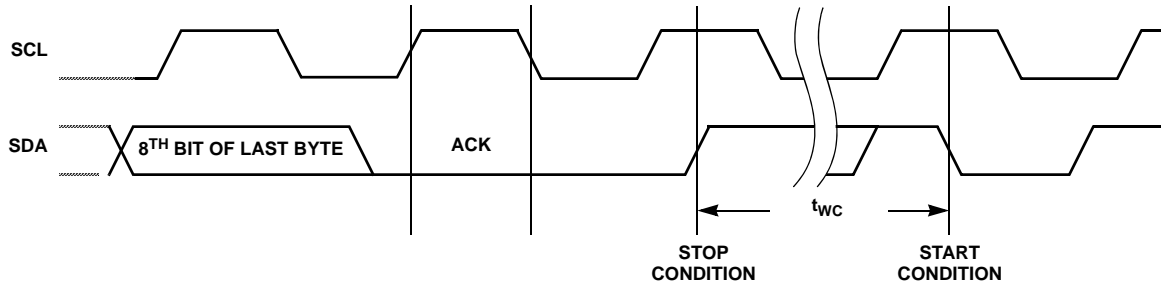 SCL
SDA
8TH BIT OF LAST BYTE
ACK
tWC
STOP
CONDITION
START
CONDITION